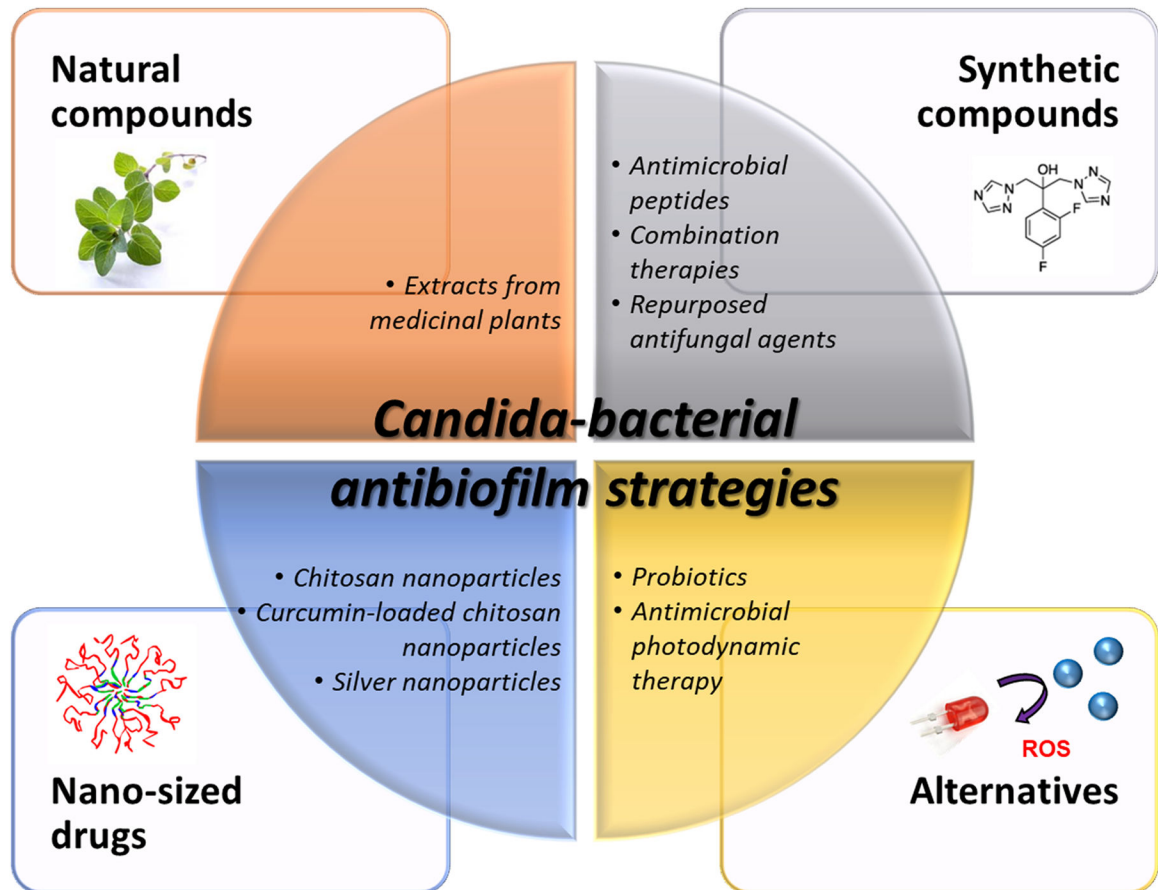 Natural
compounds
Synthetic
compounds
OH
N
N
N
N
N
N
F
F
• Extracts from
medicinal plants
• Antimicrobial
peptides
• Combination
therapies
• Repurposed
antifungal agents
Candida-bacterial
antibiofilm strategies
• Chitosan nanoparticles
• Curcumin-loaded chitosan
nanoparticles
• Silver nanoparticles
• Probiotics
• Antimicrobial
photodynamic
therapy
Nano-sized
drugs
ROS
Alternatives